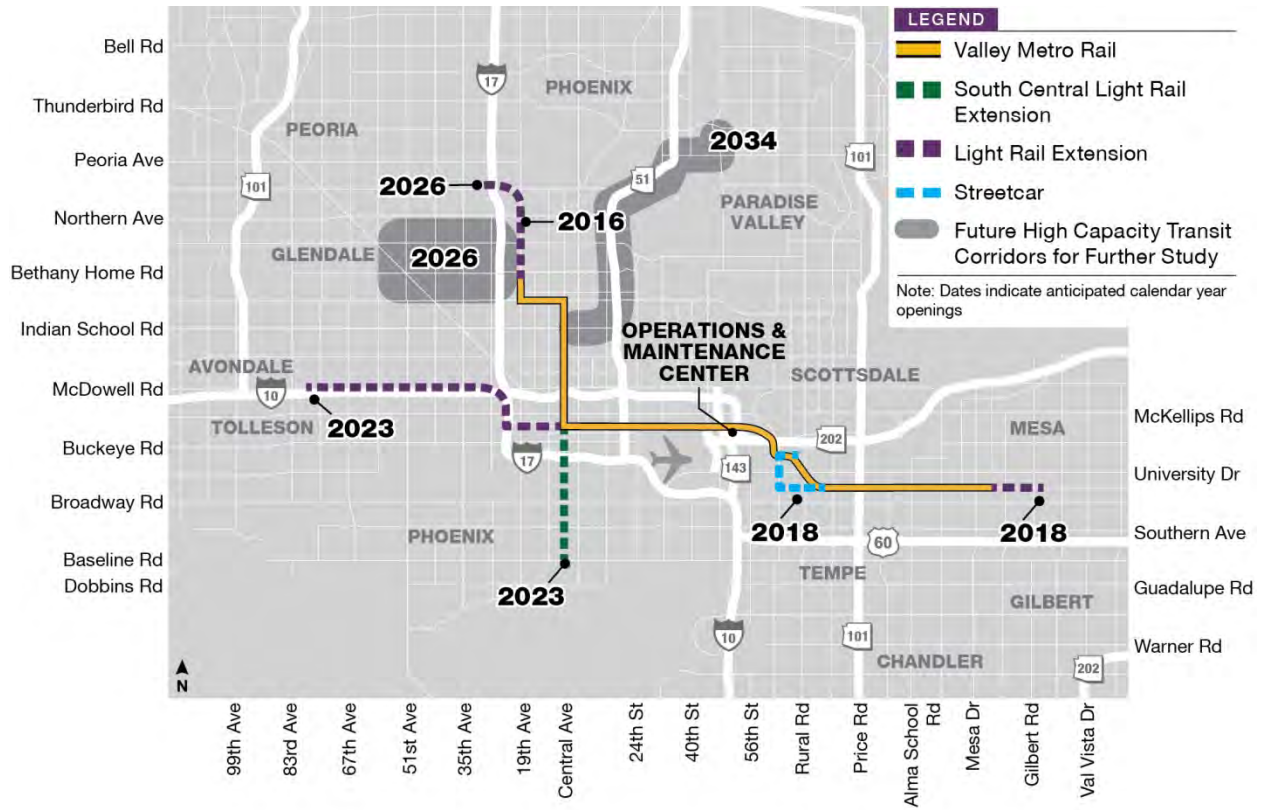 Bell Rd
Thunderbird Rd
Peoria Ave
Northern Ave
Bethany Home Rd
Indian School Rd
McDowell Rd
Buckeye Rd
Broadway Rd
Baseline Rd
Dobbins Rd
17
PHOENIX
PEORIA
101
2034
51
101
2026
2016
PARADISE
VALLEY
GLENDALE
2026
OPERATIONS &
MAINTENANCE
CENTER
AVONDALE
SCOTTSDALE
10
TOLLESON
2023
202
MESA
17
143
2018
2018
PHOENIX
60
TEMPE
2023
GILBERT
10
101
CHANDLER
202
N
LEGEND
Valley Metro Rail
South Central Light Rail
Extension
Light Rail Extension
Streetcar
Future High Capacity Transit
Corridors for Further Study
Note: Dates indicate anticipated calendar year
openings
McKellips Rd
University Dr
Southern Ave
Guadalupe Rd
Warner Rd
99th Ave
83rd Ave
67th Ave
51st Ave
35th Ave
19th Ave
Central Ave
24th St
40th St
56th St
Rural Rd
Price Rd
Alma School
Rd
Mesa Dr
Gilbert Rd
Val Vista Dr